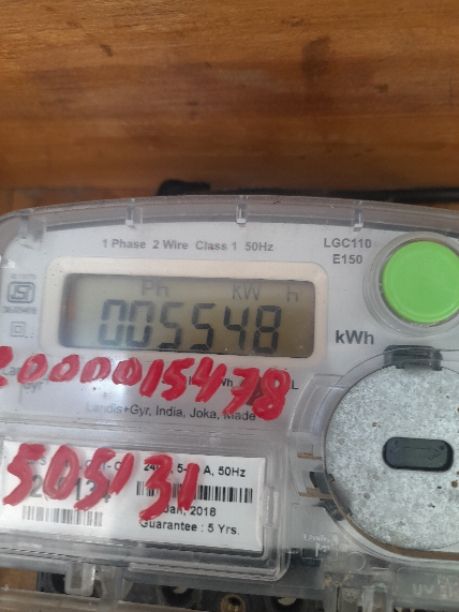 1 Phase 2 Wire Class 1 50Hz
LGC110
E150
Ph kW h
005548
kWh
2000015478
Landis+Gyr, India, Joka, Made
A, 50Hz
505131
Jan, 2018
Guarantee : 5 Yrs.